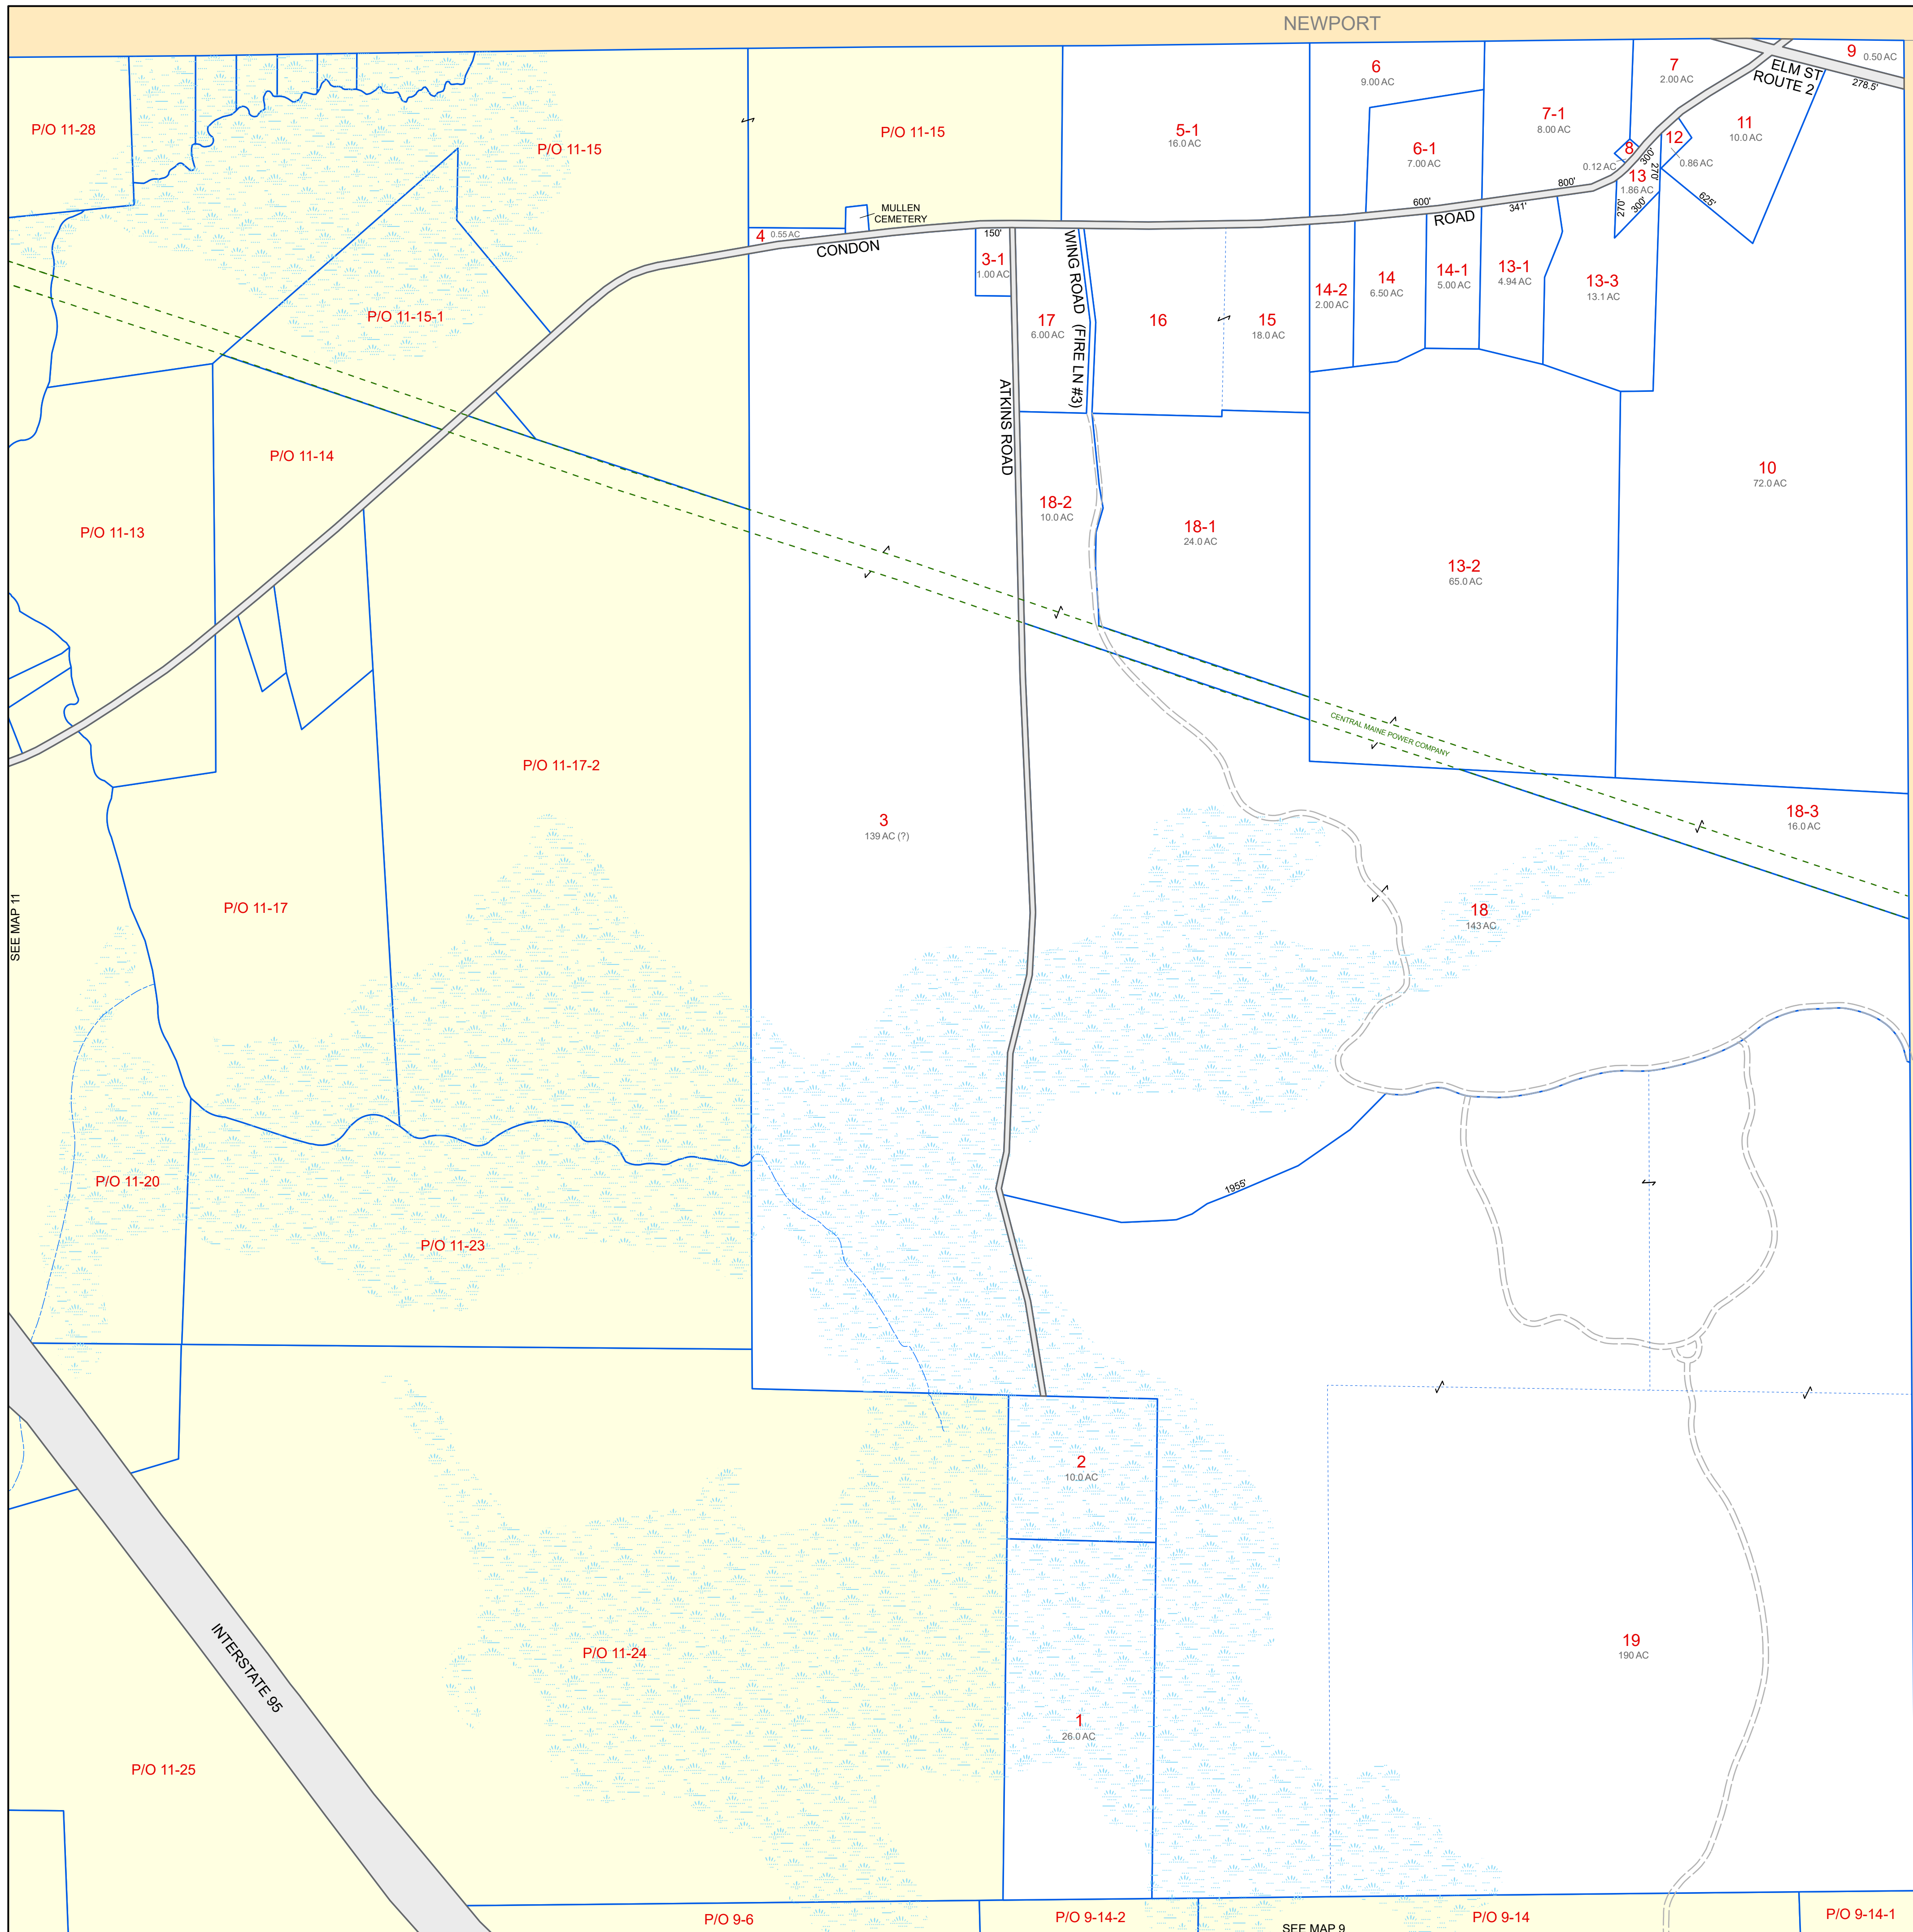 NEWPORT
9 0.50 AC
278.5'
ELM ST
ROUTE 2
7
2.00 AC
6
9.00 AC
7-1
8.00 AC
11
10.0 AC
12
0.86 AC
8
0.12 AC
300'
270'
13
1.86 AC
270'
300'
625'
P/O 11-28
P/O 11-15
P/O 11-15
5-1
16.0 AC
6-1
7.00 AC
600'
341'
800'
ROAD
MULLEN
CEMETERY
4 0.55 AC
CONDON
150'
3-1
1.00 AC
WING ROAD (FIRE LN #3)
17
6.00 AC
16
15
18.0 AC
14-2
2.00 AC
14
6.50 AC
14-1
5.00 AC
13-1
4.94 AC
13-3
13.1 AC
P/O 11-15-1
ATKINS ROAD
P/O 11-14
10
72.0 AC
18-2
10.0 AC
18-1
24.0 AC
P/O 11-13
13-2
65.0 AC
CENTRAL MAINE POWER COMPANY
P/O 11-17-2
3
139 AC (?)
18-3
16.0 AC
SEE MAP 11
P/O 11-17
18
143 AC
P/O 11-20
1955'
P/O 11-23
2
10.0 AC
INTERSTATE 95
P/O 11-24
19
190 AC
1
26.0 AC
P/O 11-25
P/O 9-6
P/O 9-14-2
SEE MAP 9
P/O 9-14
P/O 9-14-1